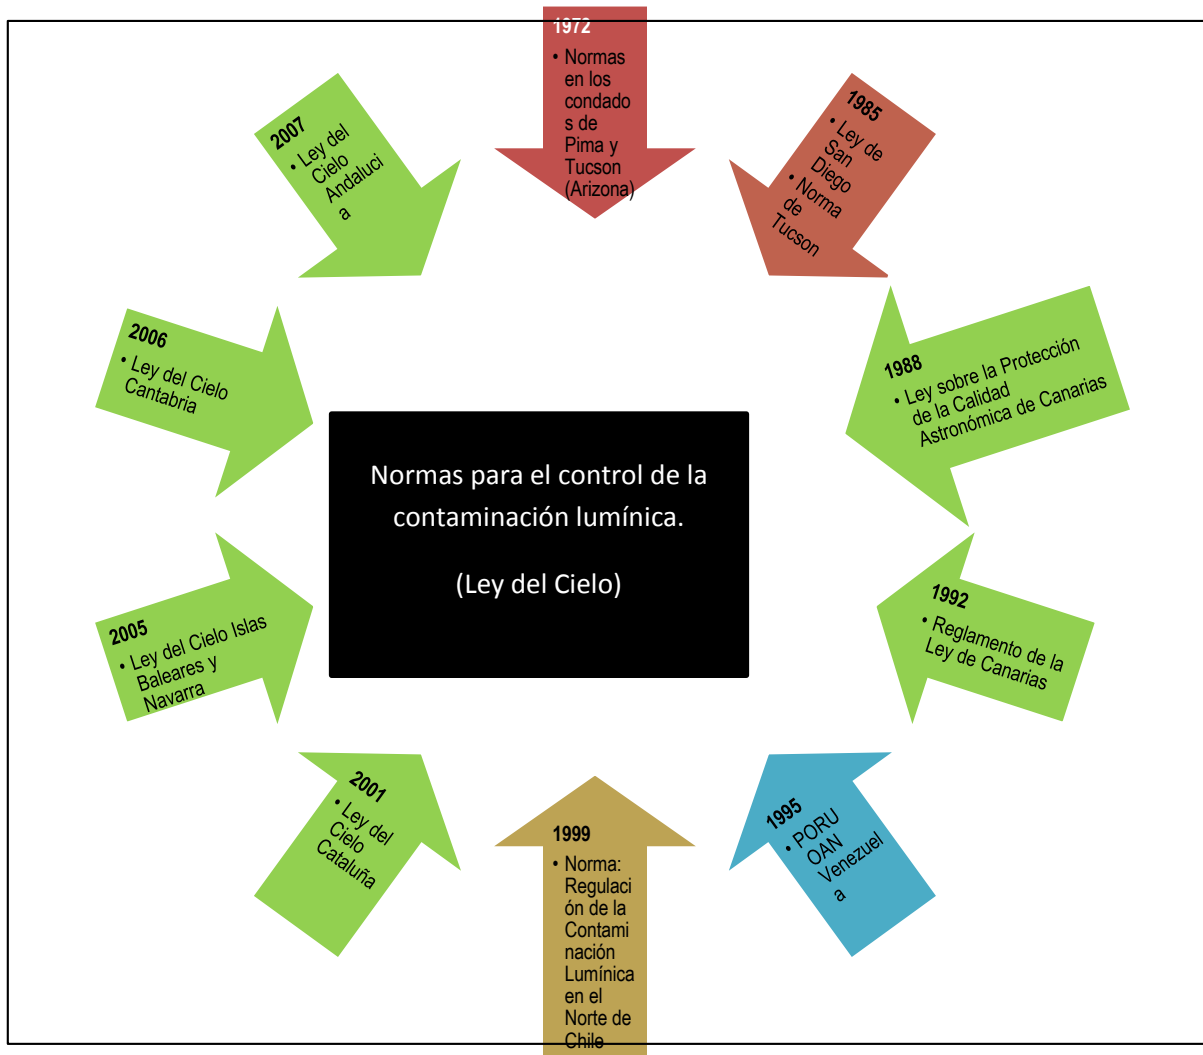 1972
• Normas
en los
condado
s de
Pima y
Tucson
(Arizona)
1985
• Ley de
San
Diego
• Norma
de
Tucson
1988
• Ley sobre la Protección
de la Calidad
Astronómica de Canarias
1992
• Reglamento de la
Ley de Canarias
1995
• PORU
OAN
Venezuel
a
1999
• Norma:
Regulaci
ón de la
Contami
nación
Lumínica
en el
Norte de
Chile
2001
• Ley del
Cielo
Cataluña
2005
• Ley del Cielo Islas
Baleares y
Navarra
2006
• Ley del Cielo
Cantabria
2007
• Ley del
Cielo
Andaluci
a
Normas para el control de la
contaminación lumínica.
(Ley del Cielo)